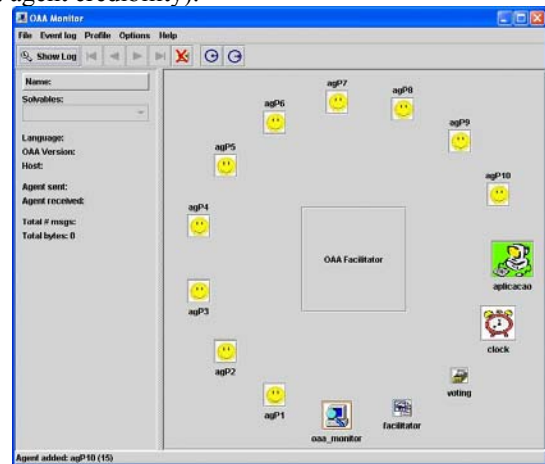 agent credibility).
OAA Monitor
File Event log Profile Options Help
Show Log
Name:
Solvables:
Language:
OAA Version:
Host:
Agent sent:
Agent received:
Total # msgs:
Total bytes: 0
agP7
agP8
agP6
agP9
agP5
agP10
agP4
OAA Facilitator
aplicacao
agP3
clock
agP2
voting
agP1
facilitator
oaa_monitor
Agent added: agP10 (15)